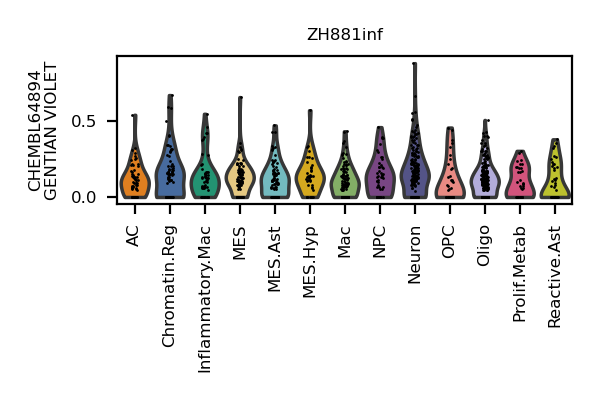 ZH881inf
CHEMBL64894
GENTIAN VIOLET
0.5
0.0
AC
Chromatin.Reg
Inflammatory.Mac
MES
MES.Ast
MES.Hyp
Mac
NPC
Neuron
OPC
Oligo
Prolif.Metab
Reactive.Ast